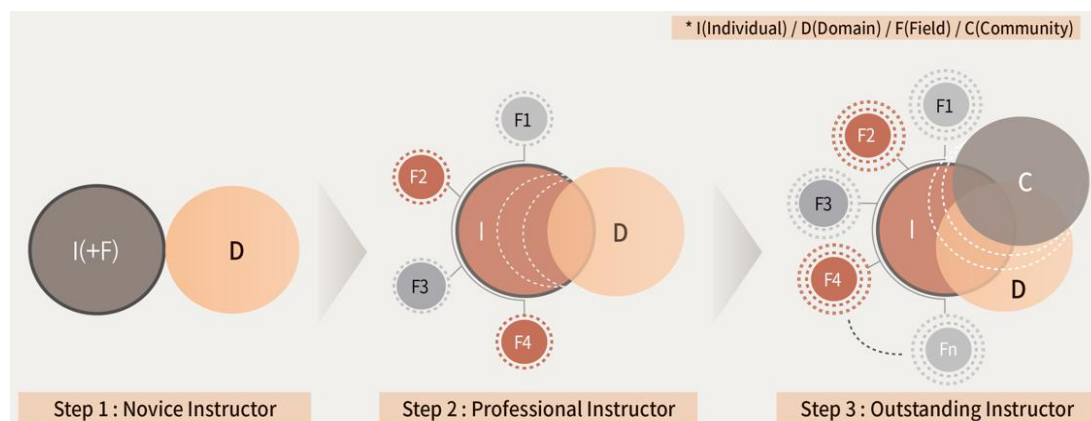 * I(Individual) / D(Domain) / F(Field) / C(Community)
I(+F)
D
F1
F2
I
D
F3
F4
F1
F2
C
F3
I
F4
D
Fn
Step 1 : Novice Instructor
Step 2 : Professional Instructor
Step 3 : Outstanding Instructor